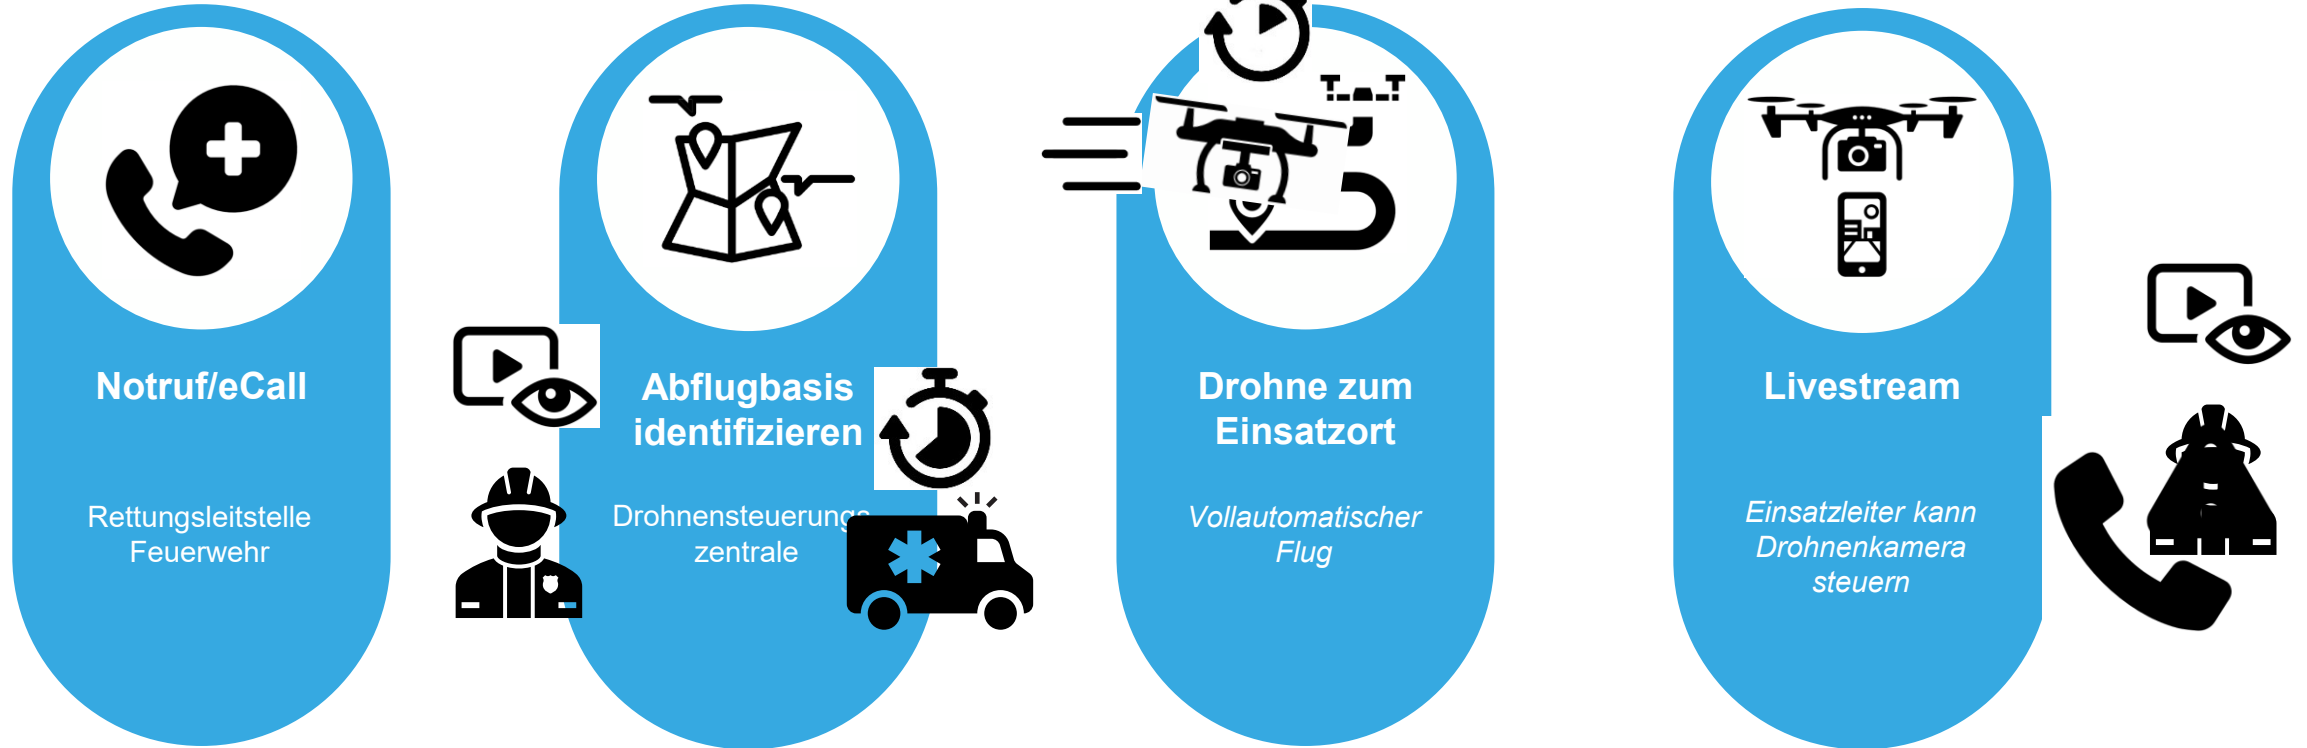 Notruf/eCall
Rettungsleitstelle
Feuerwehr
Abflugbasis
identifizieren
Drohnensteuerungs
zentrale
Drohne zum
Einsatzort
Vollautomatischer
Flug
Livestream
Einsatzleiter kann
Drohnenkamera
steuern